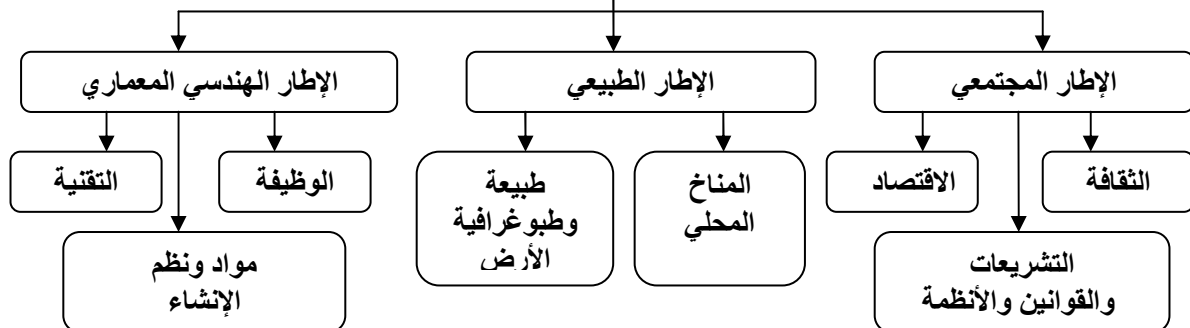 الإطار المجتمعي
الإطار الطبيعي
الإطار الهندسي المعماري
الثقافة
الاقتصاد
التشريعات
والقوانين والأنظمة
المناخ
المحلي
طبيعة
وطبوغرافية
الأرض
الوظيفة
التقنية
مواد ونظم
الإنشاء